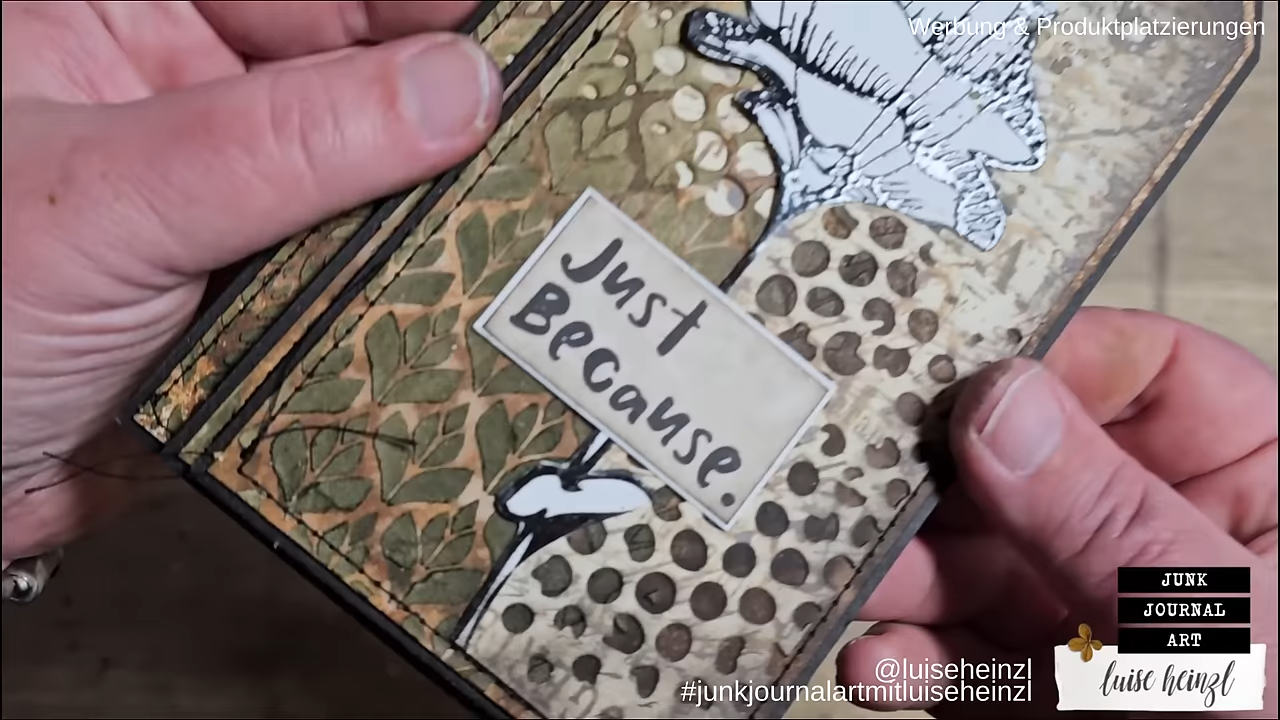 Werbung & Produktplatzierungen
Just
Because.
JUNK
JOURNAL
ART
@luiseheinzl
#junkjournalartmitluiseheinzl
luise heinzl